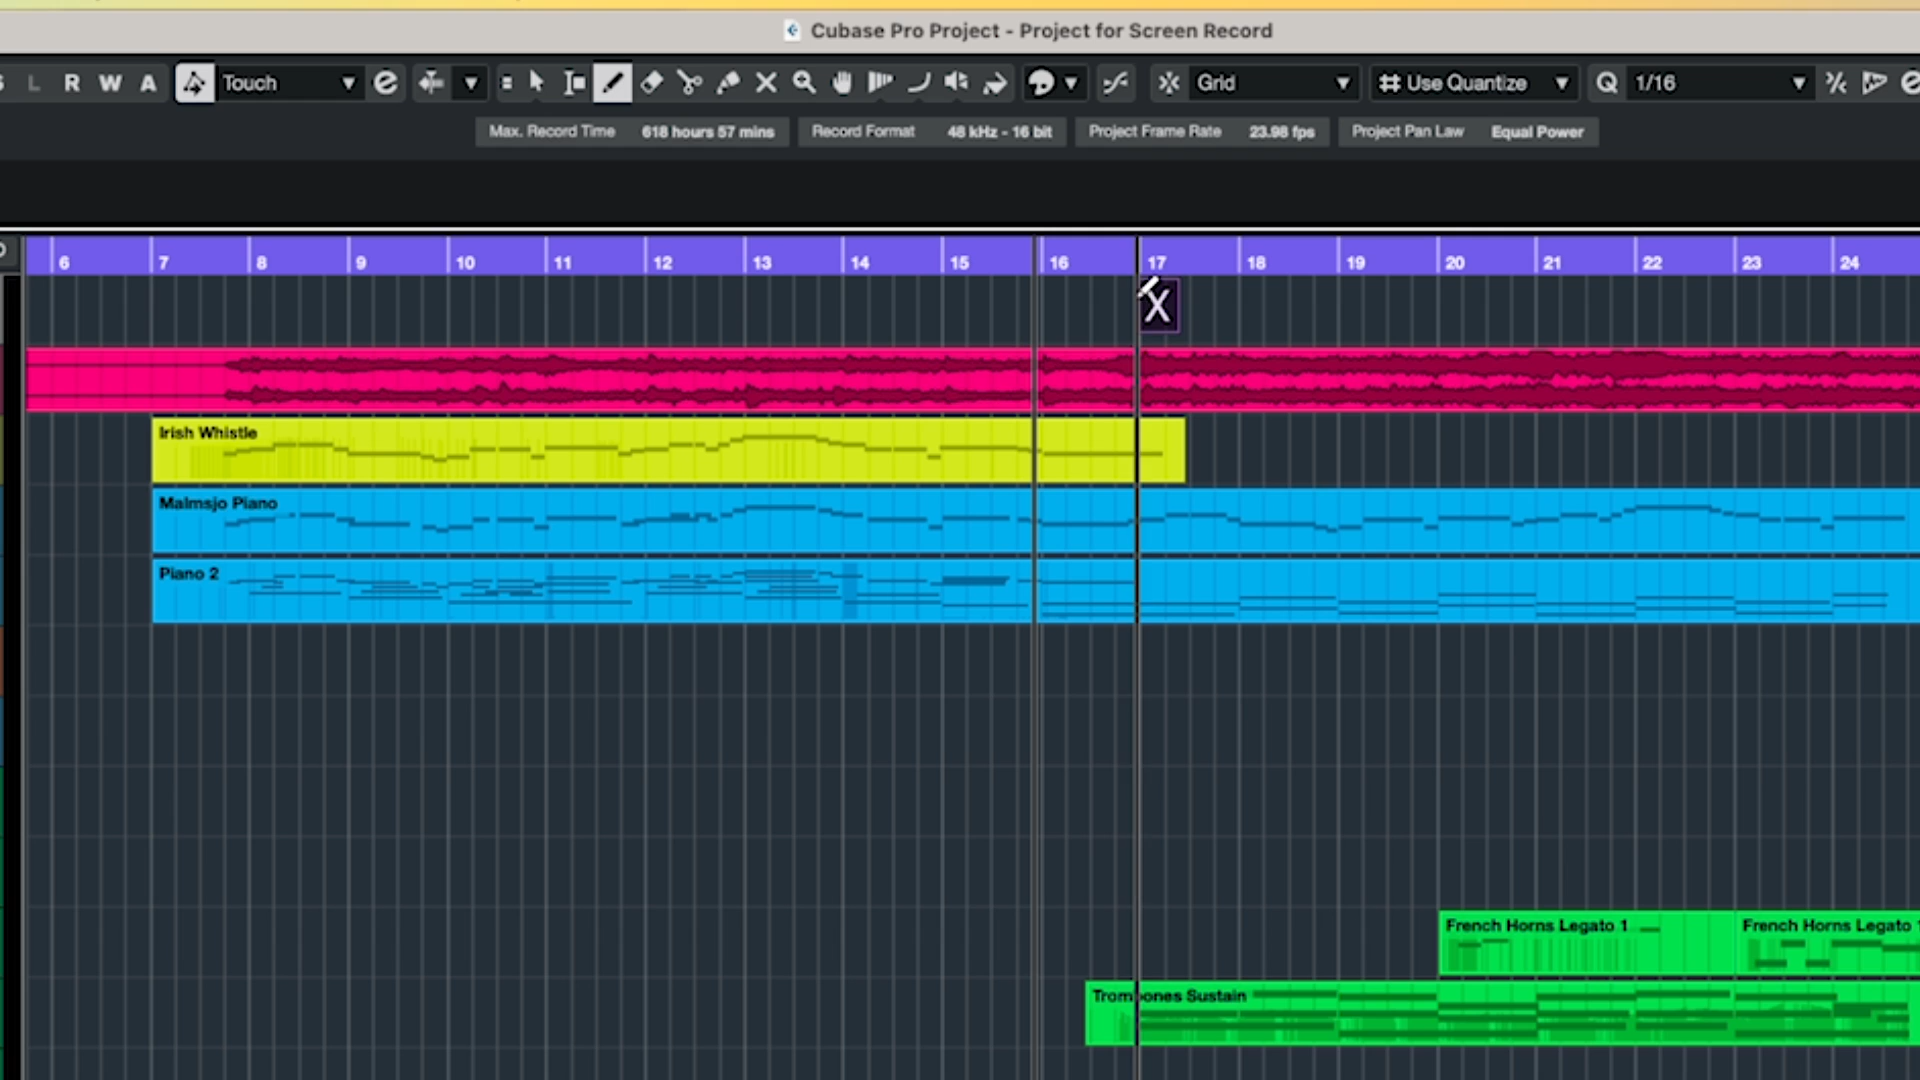 Cubase Pro Project - Project for Screen Record
L R W A Touch Grid Use Quantize Q 1/16
Max. Record Time 618 hours 57 mins Record Format 48 kHz - 16 bit Project Frame Rate 23.98 fps Project Pan Law Equal Power
6 7 8 9 10 11 12 13 14 15 16 17 18 19 20 21 22 23 24
X
Irish Whistle
Malmsjo Piano
Piano 2
French Horns Legato 1 French Horns Legato
Trombones Sustain